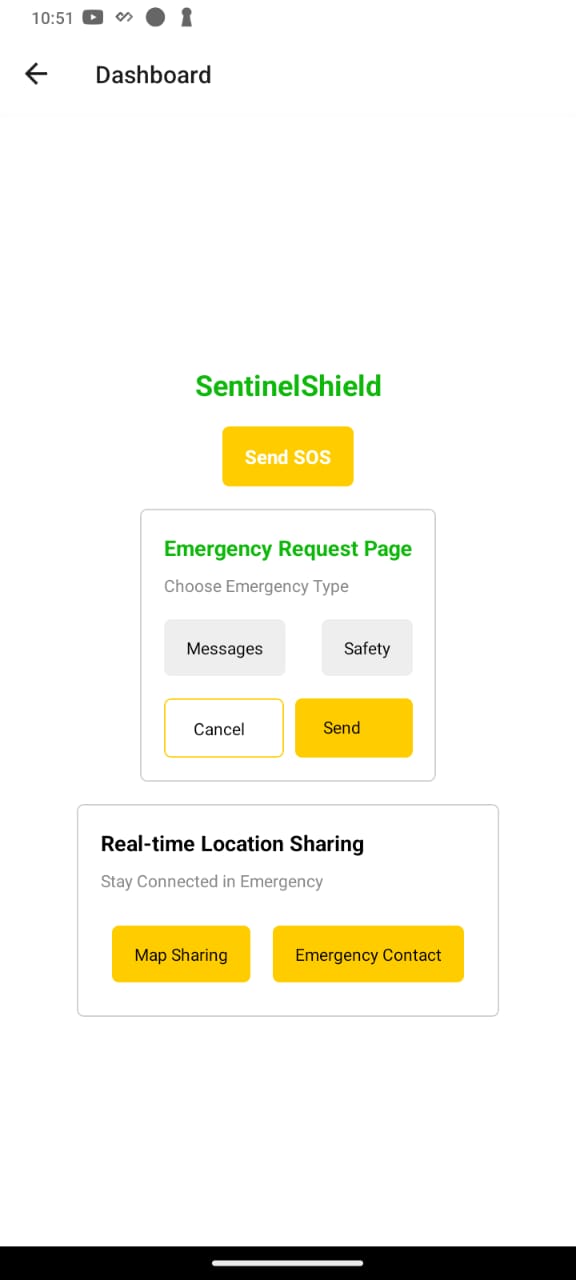 10:51
Dashboard
SentinelShield
Send SOS
Emergency Request Page
Choose Emergency Type
Messages Safety
Cancel Send
Real-time Location Sharing
Stay Connected in Emergency
Map Sharing Emergency Contact